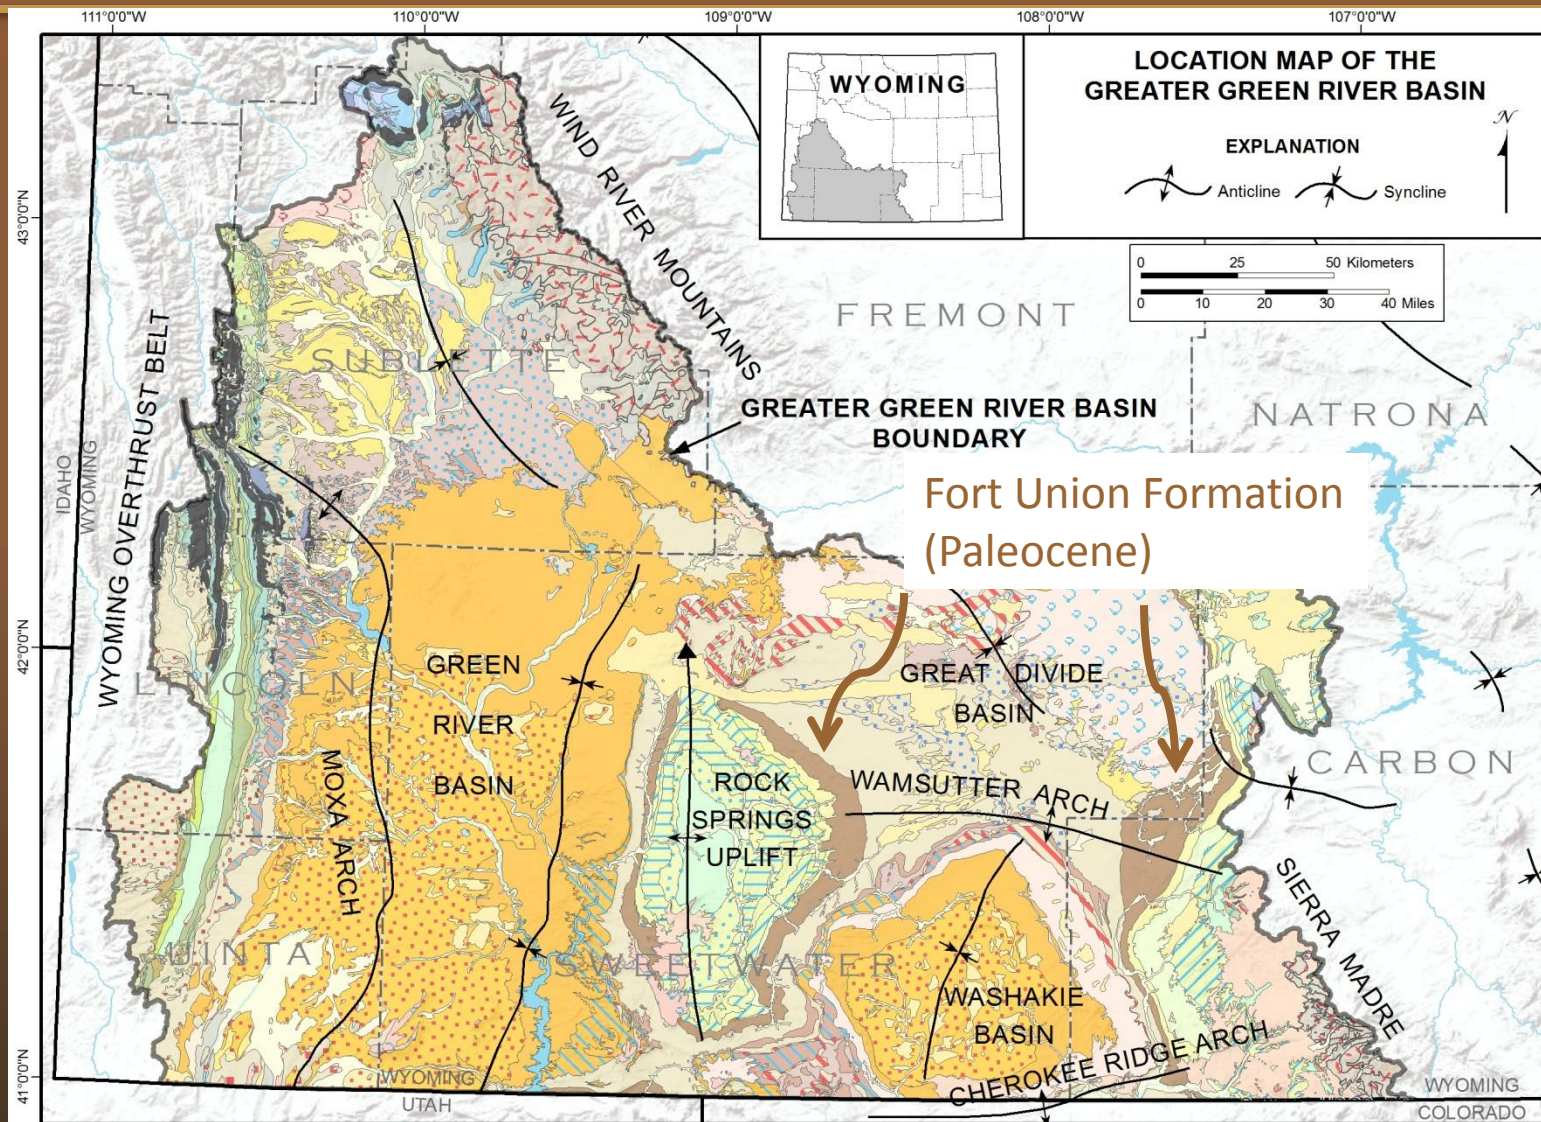 111°0'0"W
110°0'0"W
109°0'0"W
108°0'0"W
107°0'0"W
WYOMING
LOCATION MAP OF THE
GREATER GREEN RIVER BASIN
N
EXPLANATION
Anticline
Syncline
0 25 50 Kilometers
0 10 20 30 40 Miles
43°0'0"N
42°0'0"N
41°0'0"N
WIND RIVER MOUNTAINS
FREMONT
SUBLETTE
NATRONA
GREATER GREEN RIVER BASIN
BOUNDARY
WYOMING OVERTHRUST BELT
IDAHO
WYOMING
Fort Union Formation
(Paleocene)
LINCOLN
GREEN
RIVER
BASIN
GREAT DIVIDE
BASIN
MOXA ARCH
ROCK
SPRINGS
UPLIFT
WAMSUTTER ARCH
CARBON
UINTA
SWEETWATER
WASHAKIE
BASIN
SIERRA MADRE
CHEROKEE RIDGE ARCH
WYOMING
UTAH
WYOMING
COLORADO